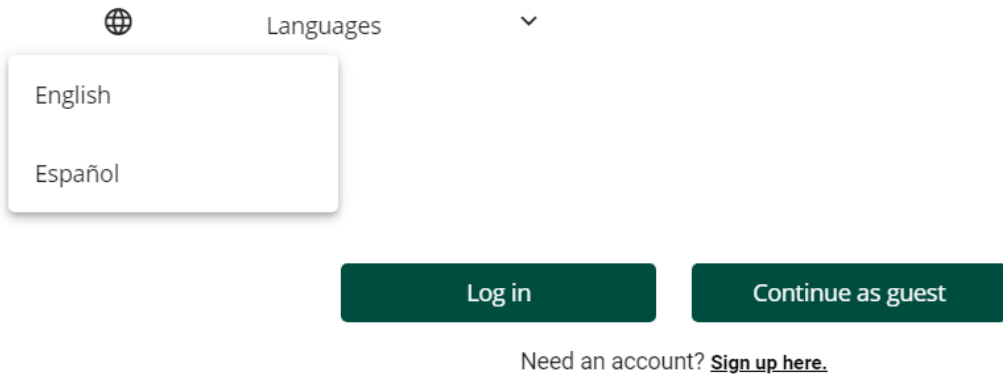 Languages
English
Español
Log in
Continue as guest
Need an account? Sign up here.